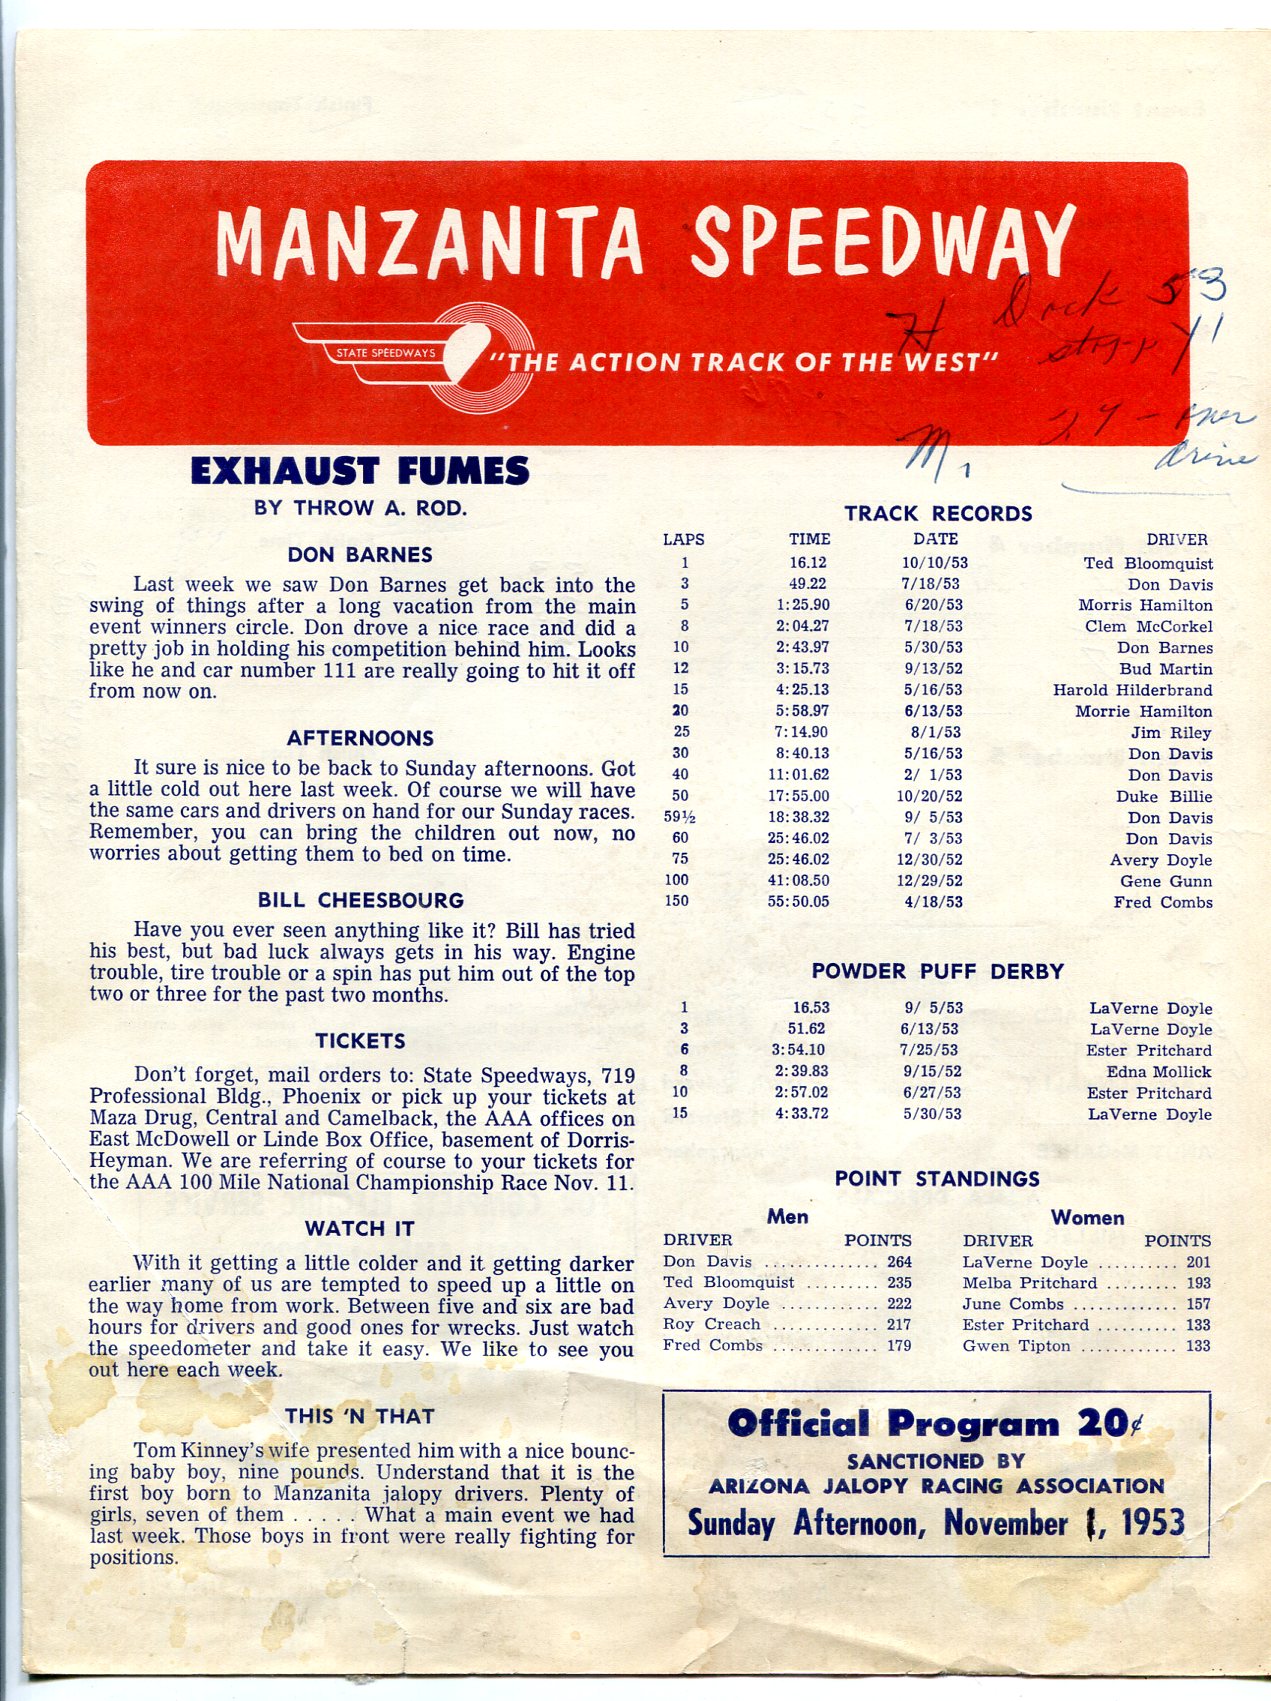 MANZANITA SPEEDWAY
STATE SPEEDWAYS
"THE ACTION TRACK OF THE WEST"
H Dock 53
M,
EXHAUST FUMES
BY THROW A. ROD.
DON BARNES
Last week we saw Don Barnes get back into the
swing of things after a long vacation from the main
event winners circle. Don drove a nice race and did a
pretty job in holding his competition behind him. Looks
like he and car number 111 are really going to hit it off
from now on.
AFTERNOONS
It sure is nice to be back to Sunday afternoons. Got
a little cold out here last week. Of course we will have
the same cars and drivers on hand for our Sunday races.
Remember, you can bring the children out now, no
worries about getting them to bed on time.
BILL CHEESBOURG
Have you ever seen anything like it? Bill has tried
his best, but bad luck always gets in his way. Engine
trouble, tire trouble or a spin has put him out of the top
two or three for the past two months.
TICKETS
Don't forget, mail orders to: State Speedways, 719
Professional Bldg., Phoenix or pick up your tickets at
Maza Drug, Central and Camelback, the AAA offices on
East McDowell or Linde Box Office, basement of Dorris-
Heyman. We are referring of course to your tickets for
the AAA 100 Mile National Championship Race Nov. 11.
WATCH IT
With it getting a little colder and it getting darker
earlier many of us are tempted to speed up a little on
the way home from work. Between five and six are bad
hours for drivers and good ones for wrecks. Just watch
the speedometer and take it easy. We like to see you
out here each week.
THIS 'N THAT
Tom Kinney's wife presented him with a nice bounc-
ing baby boy, nine pounds. Understand that it is the
first boy born to Manzanita jalopy drivers. Plenty of
girls, seven of them . . . . . What a main event we had
last week. Those boys in front were really fighting for
positions.
TRACK RECORDS
LAPS TIME DATE DRIVER
1 16.12 10/10/53 Ted Bloomquist
3 49.22 7/18/53 Don Davis
5 1:25.90 6/20/53 Morris Hamilton
8 2:04.27 7/18/53 Clem McCorkel
10 2:43.97 5/30/53 Don Barnes
12 3:15.73 9/13/52 Bud Martin
15 4:25.13 5/16/53 Harold Hilderbrand
20 5:58.97 6/13/53 Morrie Hamilton
25 7:14.90 8/1/53 Jim Riley
30 8:40.13 5/16/53 Don Davis
40 11:01.62 2/ 1/53 Don Davis
50 17:55.00 10/20/52 Duke Billie
59½ 18:38.32 9/ 5/53 Don Davis
60 25:46.02 7/ 3/53 Don Davis
75 25:46.02 12/30/52 Avery Doyle
100 41:08.50 12/29/52 Gene Gunn
150 55:50.05 4/18/53 Fred Combs
POWDER PUFF DERBY
1 16.53 9/ 5/53 LaVerne Doyle
3 51.62 6/13/53 LaVerne Doyle
6 3:54.10 7/25/53 Ester Pritchard
8 2:39.83 9/15/52 Edna Mollick
10 2:57.02 6/27/53 Ester Pritchard
15 4:33.72 5/30/53 LaVerne Doyle
POINT STANDINGS
Men Women
DRIVER POINTS DRIVER POINTS
Don Davis .............. 264 LaVerne Doyle .......... 201
Ted Bloomquist ......... 235 Melba Pritchard ......... 193
Avery Doyle ............ 222 June Combs ............. 157
Roy Creach ............. 217 Ester Pritchard .......... 133
Fred Combs ............. 179 Gwen Tipton ............ 133
Official Program 20¢
SANCTIONED BY
ARIZONA JALOPY RACING ASSOCIATION
Sunday Afternoon, November 1, 1953